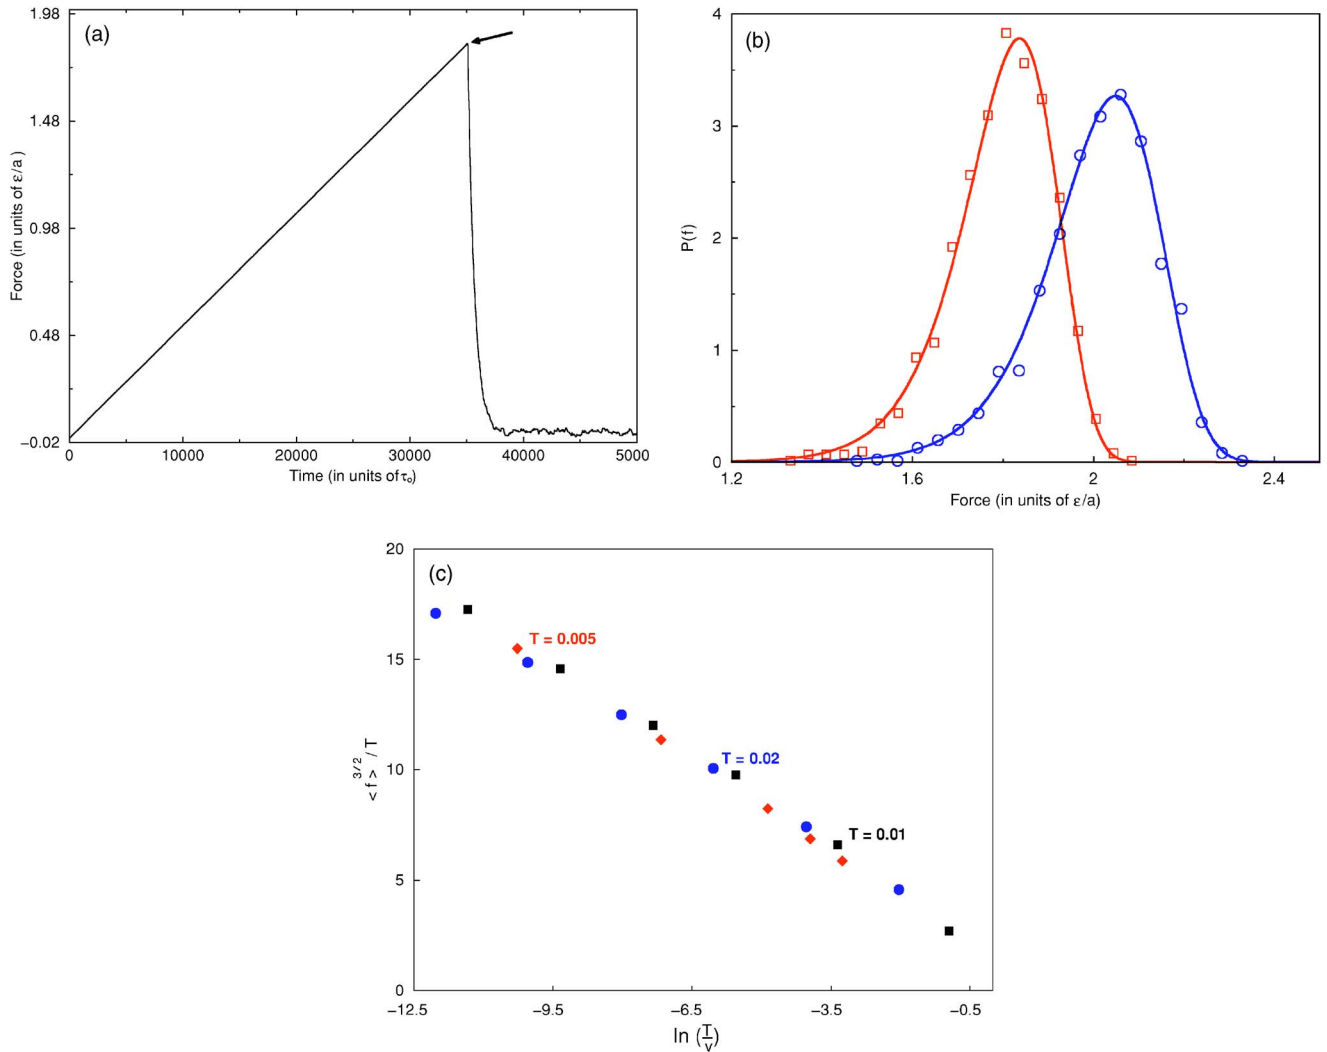 (a)
1.98
1.48
0.98
0.48
−0.02
Force (in units of ε/a )
0 10000 20000 30000 40000 5000
Time (in units of τo)
(b)
4
3
2
1
0
P(f)
1.2 1.6 2 2.4
Force (in units of ε/a)
(c)
20
15
10
5
0
< f >^3/2 / T
T = 0.005
T = 0.02
T = 0.01
−12.5 −9.5 −6.5 −3.5 −0.5
ln (T/v)